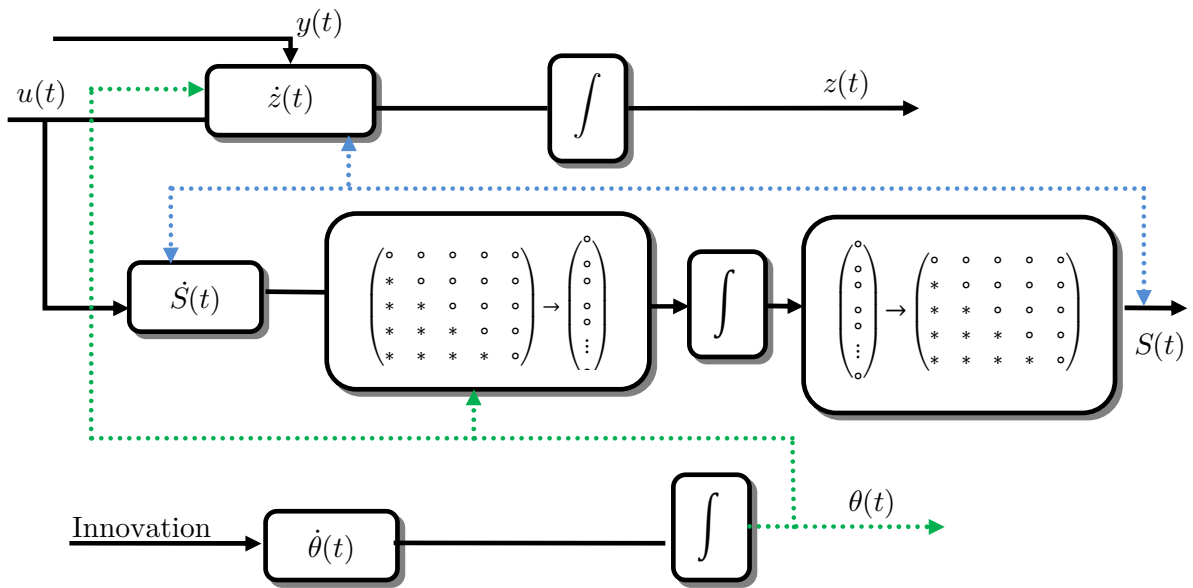 y(t)
u(t)
ż(t)
∫
z(t)
Ṡ(t)
∘ ∘ ∘ ∘ ∘
* ∘ ∘ ∘ ∘
* * ∘ ∘ ∘
* * * ∘ ∘
* * * * ∘
→
∘
∘
∘
∘
∘
∘
⋯
∘
∫
∘
∘
∘
∘
∘
⋯
∘
→
∘ ∘ ∘ ∘ ∘
* ∘ ∘ ∘ ∘
* * ∘ ∘ ∘
* * * ∘ ∘
* * * * ∘
S(t)
Innovation
θ̇(t)
∫
θ(t)